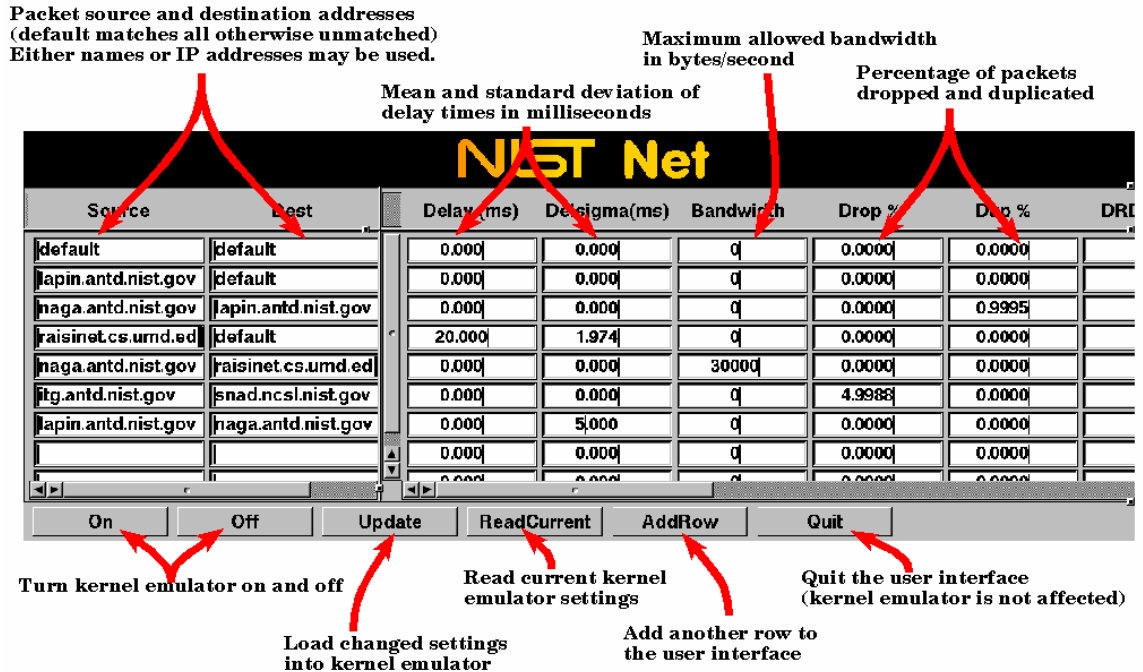 Packet source and destination addresses
(default matches all otherwise unmatched)
Either names or IP addresses may be used.
Maximum allowed bandwidth
in bytes/second
Percentage of packets
dropped and duplicated
Mean and standard deviation of
delay times in milliseconds
NIST Net
Source Dest Delay (ms) Delsigma(ms) Bandwidth Drop % Dup % DRD
default default 0.000 0.000 0 0.0000 0.0000
lapin.antd.nist.gov default 0.000 0.000 0 0.0000 0.0000
naga.antd.nist.gov lapin.antd.nist.gov 0.000 0.000 0 0.0000 0.9995
raisinet.cs.umd.ed default 20.000 1.974 0 0.0000 0.0000
naga.antd.nist.gov raisinet.cs.umd.ed 0.000 0.000 30000 0.0000 0.0000
itg.antd.nist.gov snad.ncsl.nist.gov 0.000 0.000 0 4.9988 0.0000
lapin.antd.nist.gov naga.antd.nist.gov 0.000 5.000 0 0.0000 0.0000
0.000 0.000 0 0.0000 0.0000
0.000 0.000 0 0.0000 0.0000
On Off Update ReadCurrent AddRow Quit
Turn kernel emulator on and off
Read current kernel
emulator settings
Quit the user interface
(kernel emulator is not affected)
Load changed settings
into kernel emulator
Add another row to
the user interface